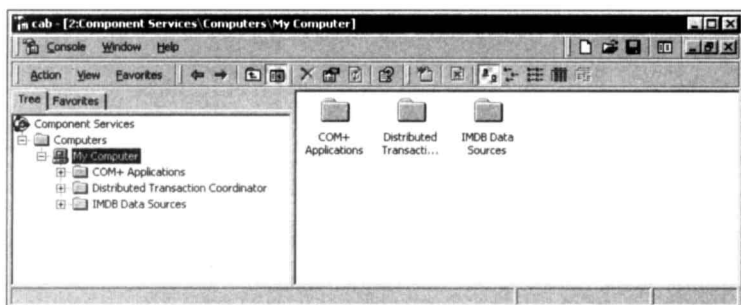 cab - [2:Component Services\Computers\My Computer]
Console Window Help
Action View Favorites
Tree Favorites
Component Services
Computers
My Computer
COM+ Applications
Distributed Transaction Coordinator
IMDB Data Sources
COM+ Applications
Distributed Transacti...
IMDB Data Sources